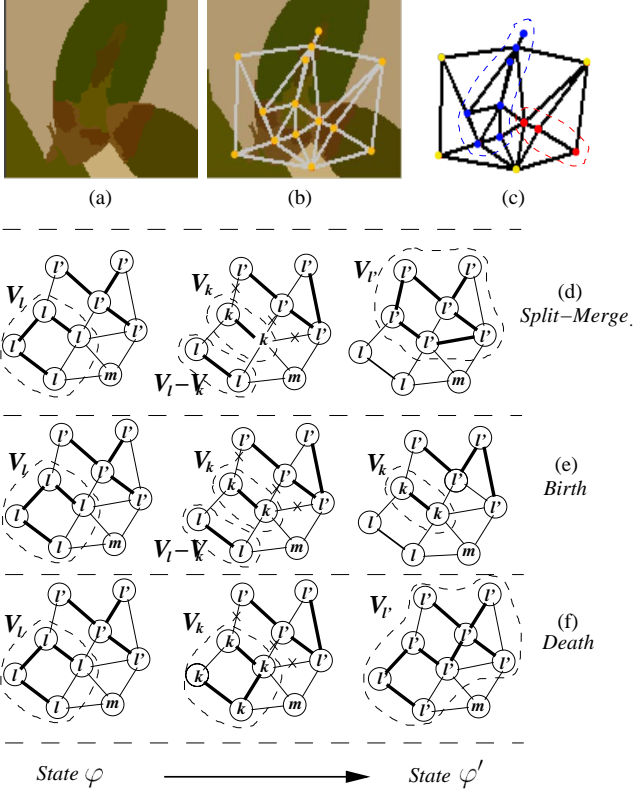 (a) (b) (c)
l' l' l' l' l' l'
V_l V_k V_l' (d)
l l' k l' l' l' Split–Merge
l l l' l k l' l' l' l'
l m V_l–V_k l m l m
l' l' l' l' l' l'
V_l V_k V_k (e)
l l' k l' k l' Birth
l l l' l k l' l k l'
l m V_l–V_k l m l m
l' l' l' l' l' l'
V_l V_k V_l' (f)
l l' k l' l' l' Death
l l l' k k l' l' l' l'
l m k m l' m
State φ State φ'